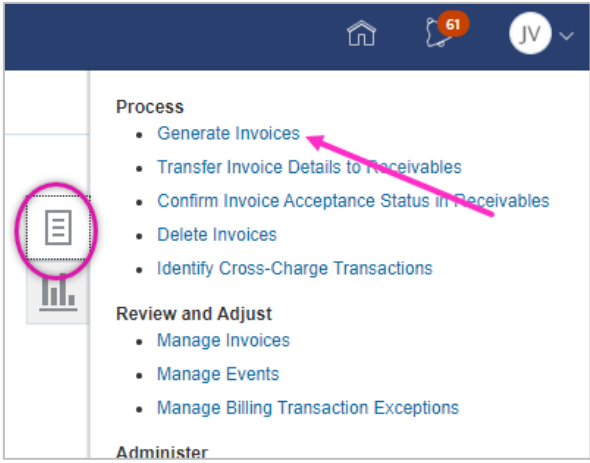 61
JV
Process
Generate Invoices
Transfer Invoice Details to Receivables
Confirm Invoice Acceptance Status in Receivables
Delete Invoices
Identify Cross-Charge Transactions
Review and Adjust
Manage Invoices
Manage Events
Manage Billing Transaction Exceptions
Administer